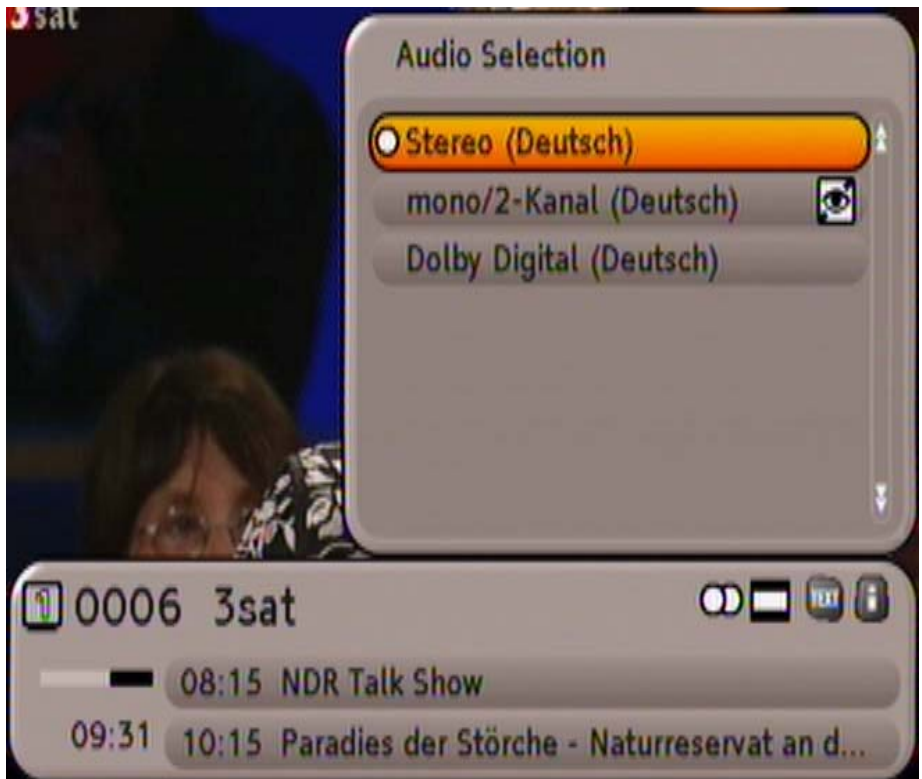 3sat
Audio Selection
Stereo (Deutsch)
mono/2-Kanal (Deutsch)
Dolby Digital (Deutsch)
0006 3sat
TEXT
08:15 NDR Talk Show
09:31
10:15 Paradies der Störche - Naturreservat an d...